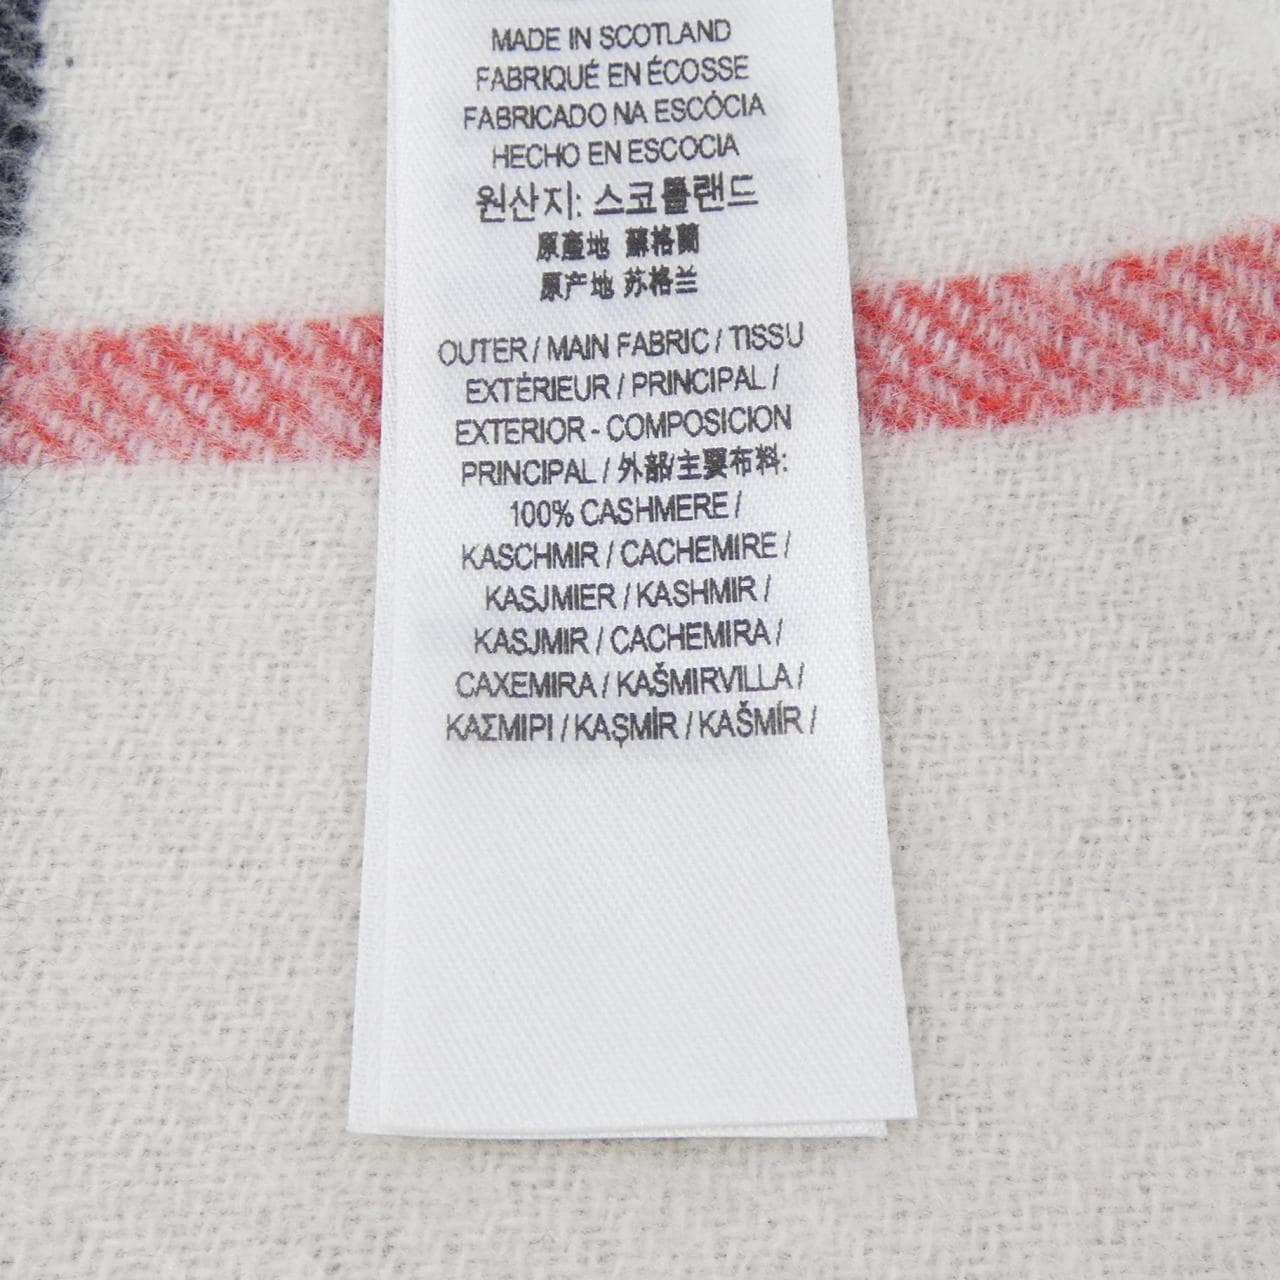 MADE IN SCOTLAND
FABRIQUÉ EN ÉCOSSE
FABRICADO NA ESCÓCIA
HECHO EN ESCOCIA
원산지: 스코틀랜드
原產地 蘇格蘭
原产地 苏格兰
OUTER / MAIN FABRIC / TISSU
EXTÉRIEUR / PRINCIPAL /
EXTERIOR - COMPOSICION
PRINCIPAL / 外部/主要布料:
100% CASHMERE /
KASCHMIR / CACHEMIRE /
KASJMIER / KASHMIR /
KASJMIR / CACHEMIRA /
CAXEMIRA / KAŠMIRVILLA /
ΚΑΣΜΙΡΙ / KAŞMİR / KAŠMÍR /